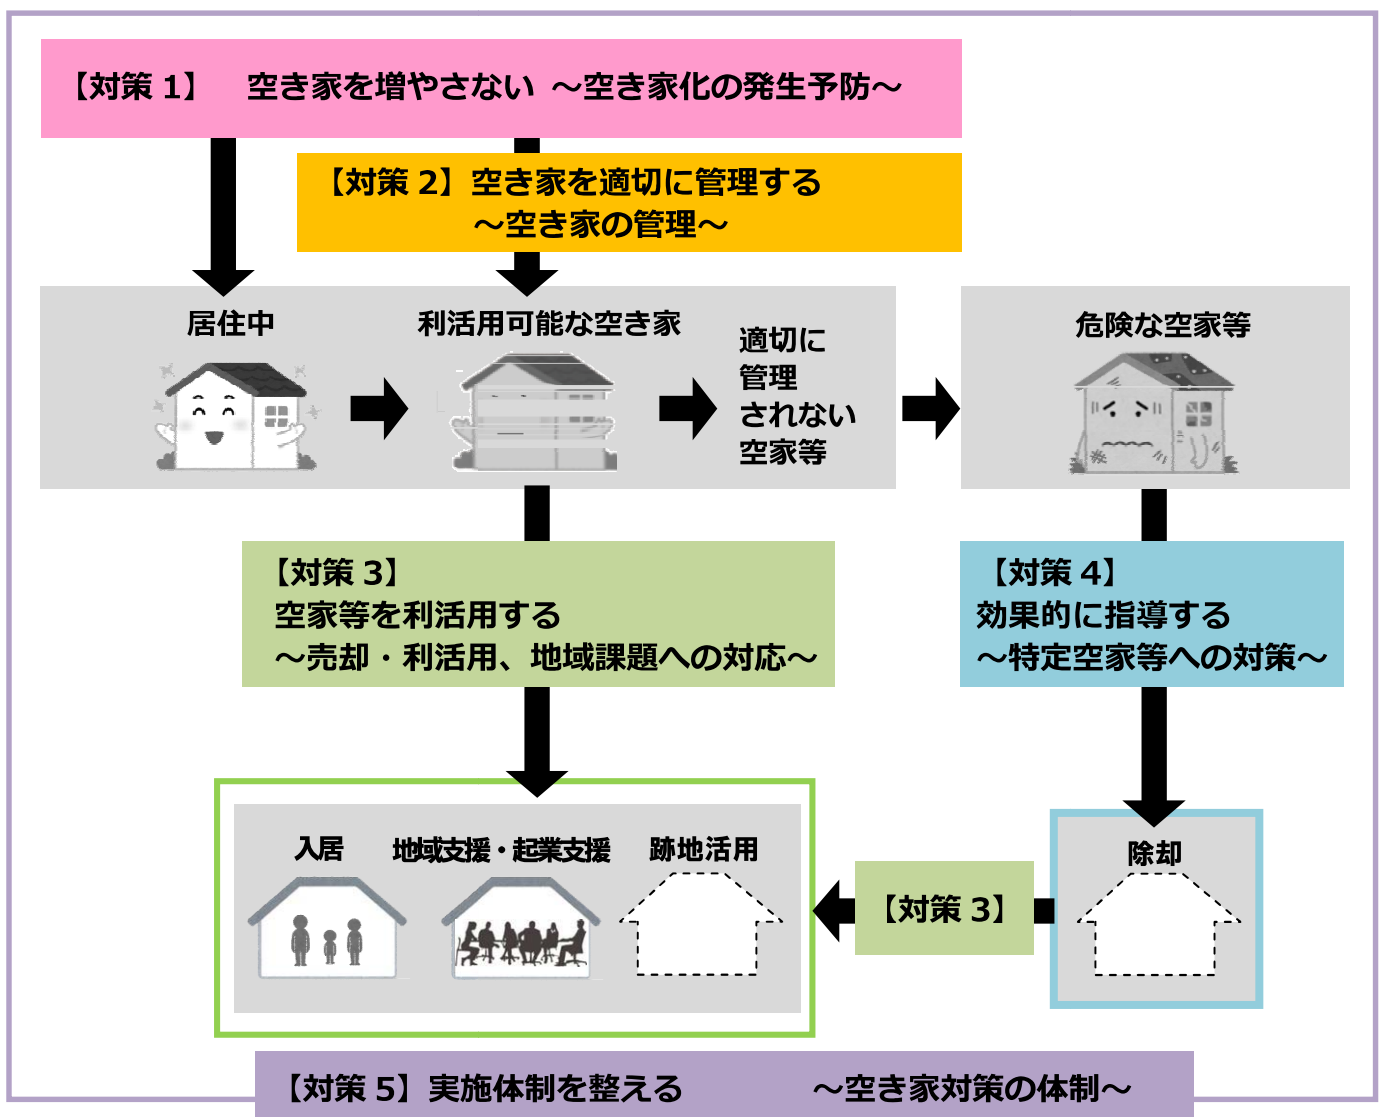 【対策１】　空き家を増やさない ～空き家化の発生予防～
【対策２】空き家を適切に管理する
～空き家の管理～
居住中
利活用可能な空き家
適切に
管理
されない
空家等
危険な空家等
【対策３】
空家等を利活用する
～売却・利活用、地域課題への対応～
【対策４】
効果的に指導する
～特定空家等への対策～
入居
地域支援・起業支援
跡地活用
【対策３】
除却
【対策５】実施体制を整える　　　　～空き家対策の体制～